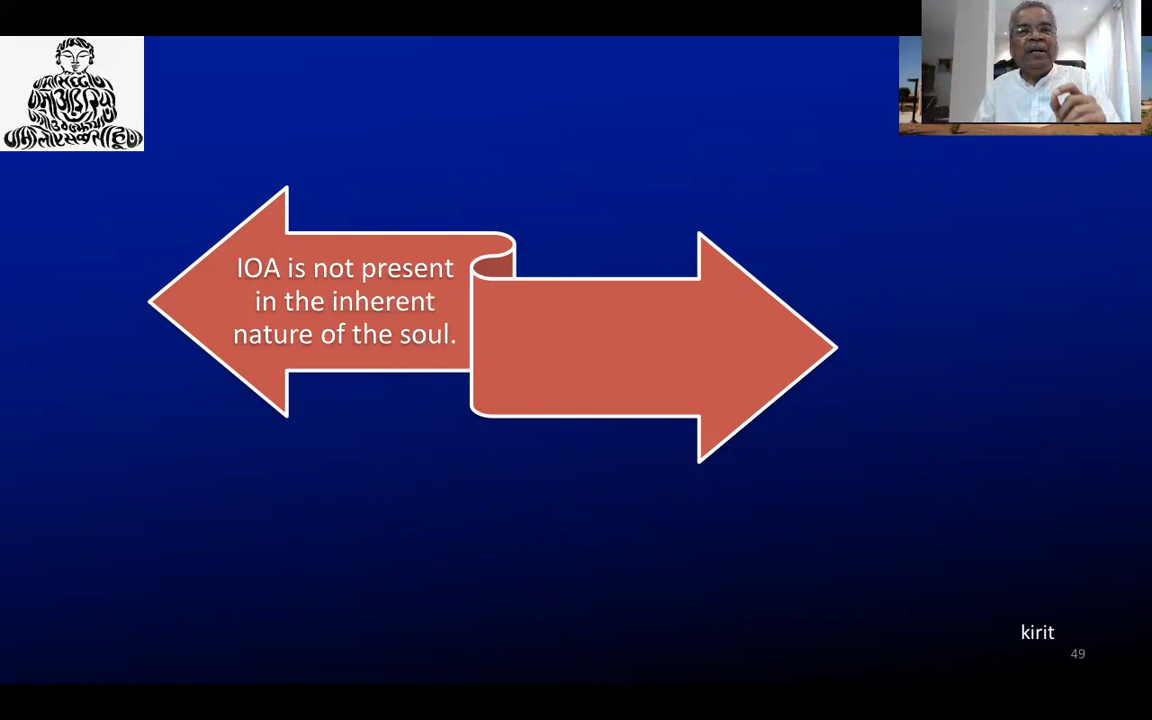 IOA is not present
in the inherent
nature of the soul.
kirit
49